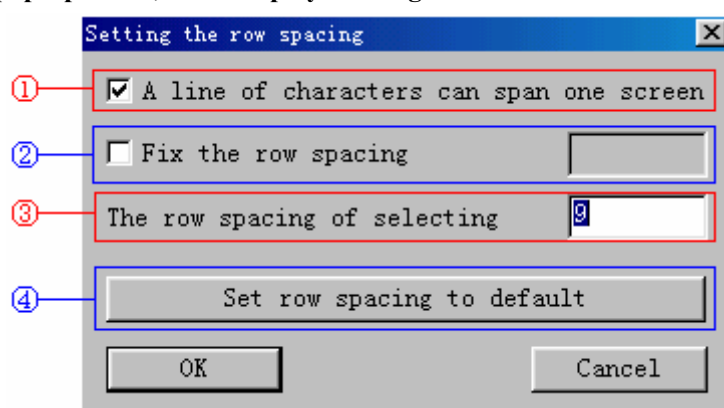 Setting the row spacing
① A line of characters can span one screen
② Fix the row spacing
③ The row spacing of selecting 9
④ Set row spacing to default
OK Cancel